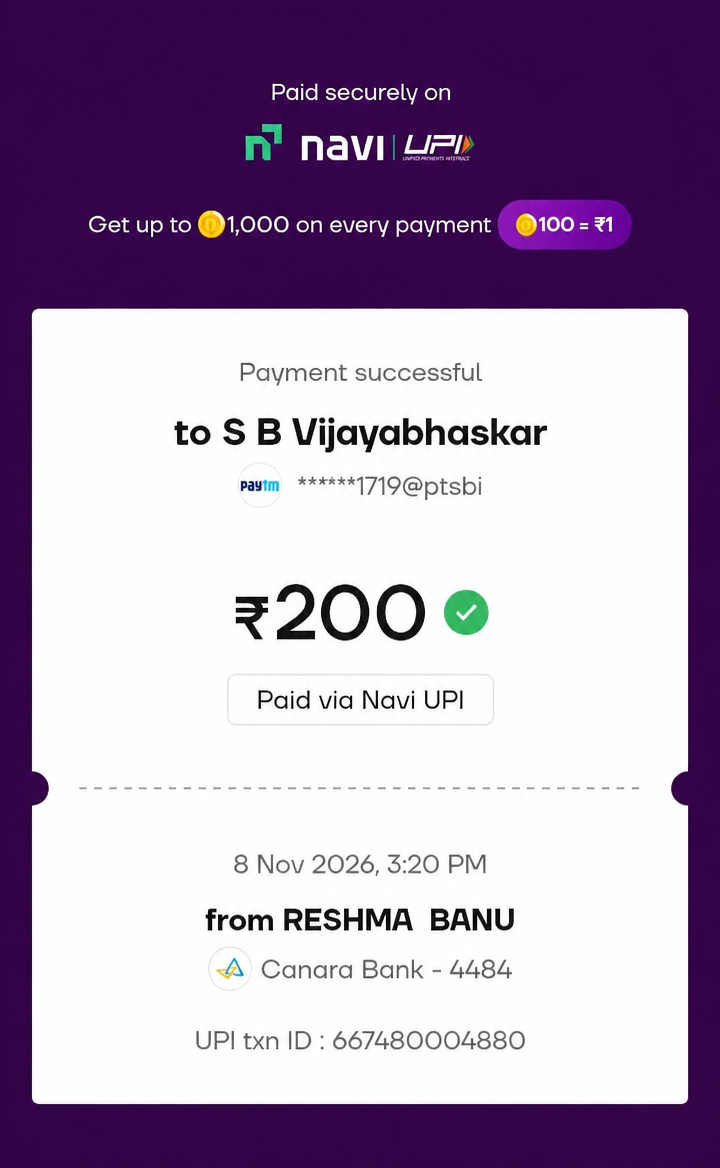 Paid securely on
navi | UPI
UNIFIED PAYMENTS INTERFACE
Get up to 1,000 on every payment 100 = ₹1
Payment successful
to S B Vijayabhaskar
paytm ******1719@ptsbi
₹200
Paid via Navi UPI
8 Nov 2026, 3:20 PM
from RESHMA BANU
Canara Bank - 4484
UPI txn ID : 667480004880